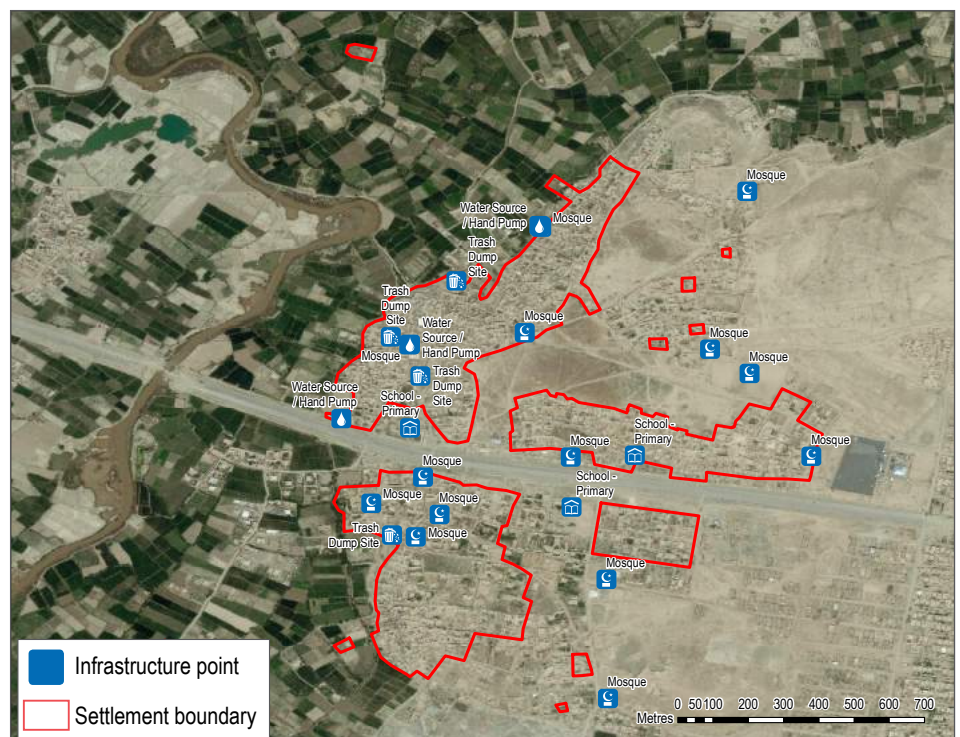 Mosque
Water Source
/ Hand Pump
Mosque
Trash
Dump
Site
Trash
Dump
Site
Water
Source /
Hand Pump
Mosque
Mosque
Mosque
Mosque
Trash
Dump
Site
Water Source
/ Hand Pump
School -
Primary
School -
Primary
Mosque
Mosque
Mosque
School -
Primary
Mosque
Mosque
Trash
Dump Site
Mosque
Mosque
Mosque
Infrastructure point
Settlement boundary
0 50 100 200 300 400 500 600 700
Metres